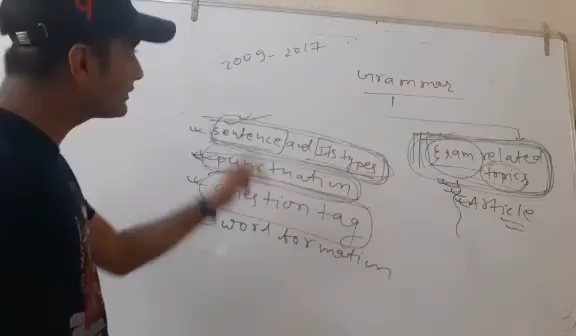 2009-2017
Grammar
Sentence and Its types
punctuation
question tag
word formation
Exam related
topics
Article